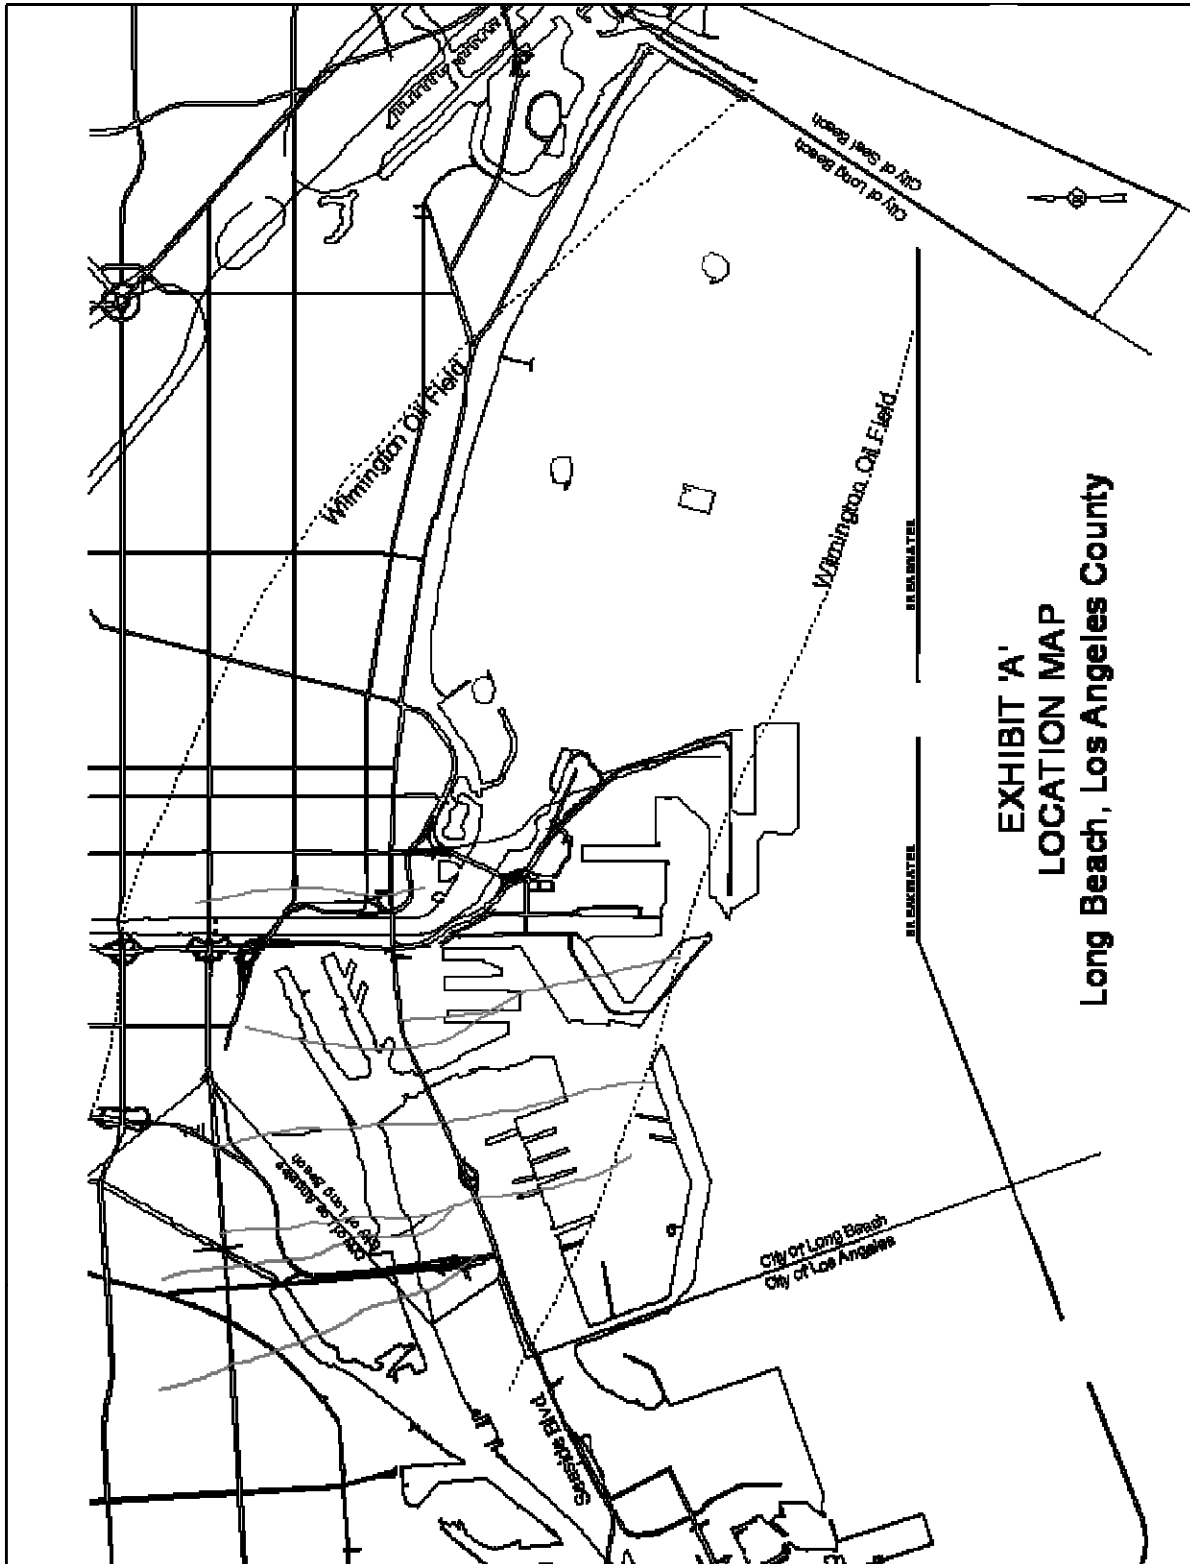 City of Seal Beach
City of Long Beach
Wilmington Oil Field
Wilmington Oil Field
BREAKWATER
BREAKWATER
City of Los Angeles
City of Long Beach
City of Long Beach
City of Los Angeles
Seaside Blvd.
EXHIBIT 'A'
LOCATION MAP
Long Beach, Los Angeles County